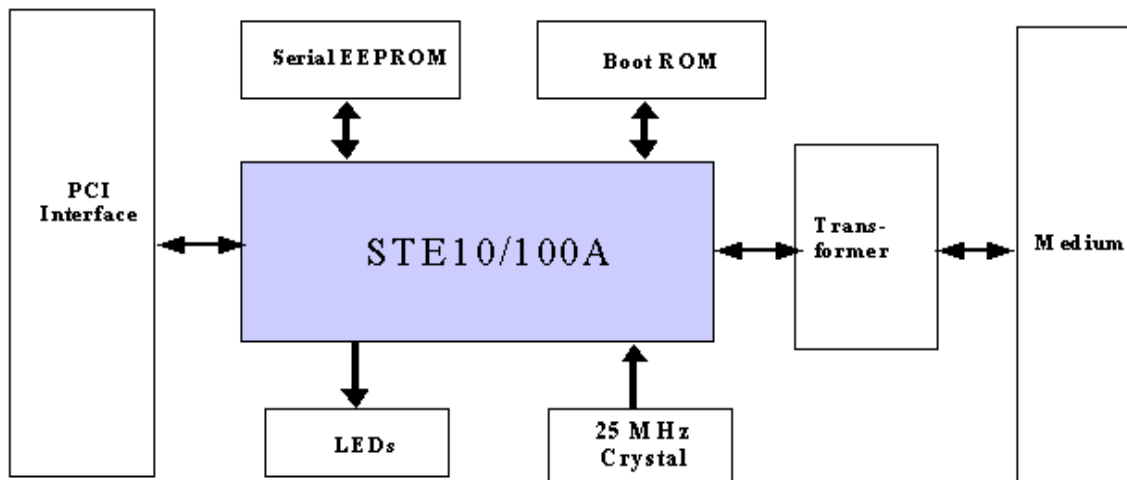 Serial EEPROM
Boot ROM
PCI
Interface
STE10/100A
Trans-
former
Medium
LEDs
25 MHz
Crystal